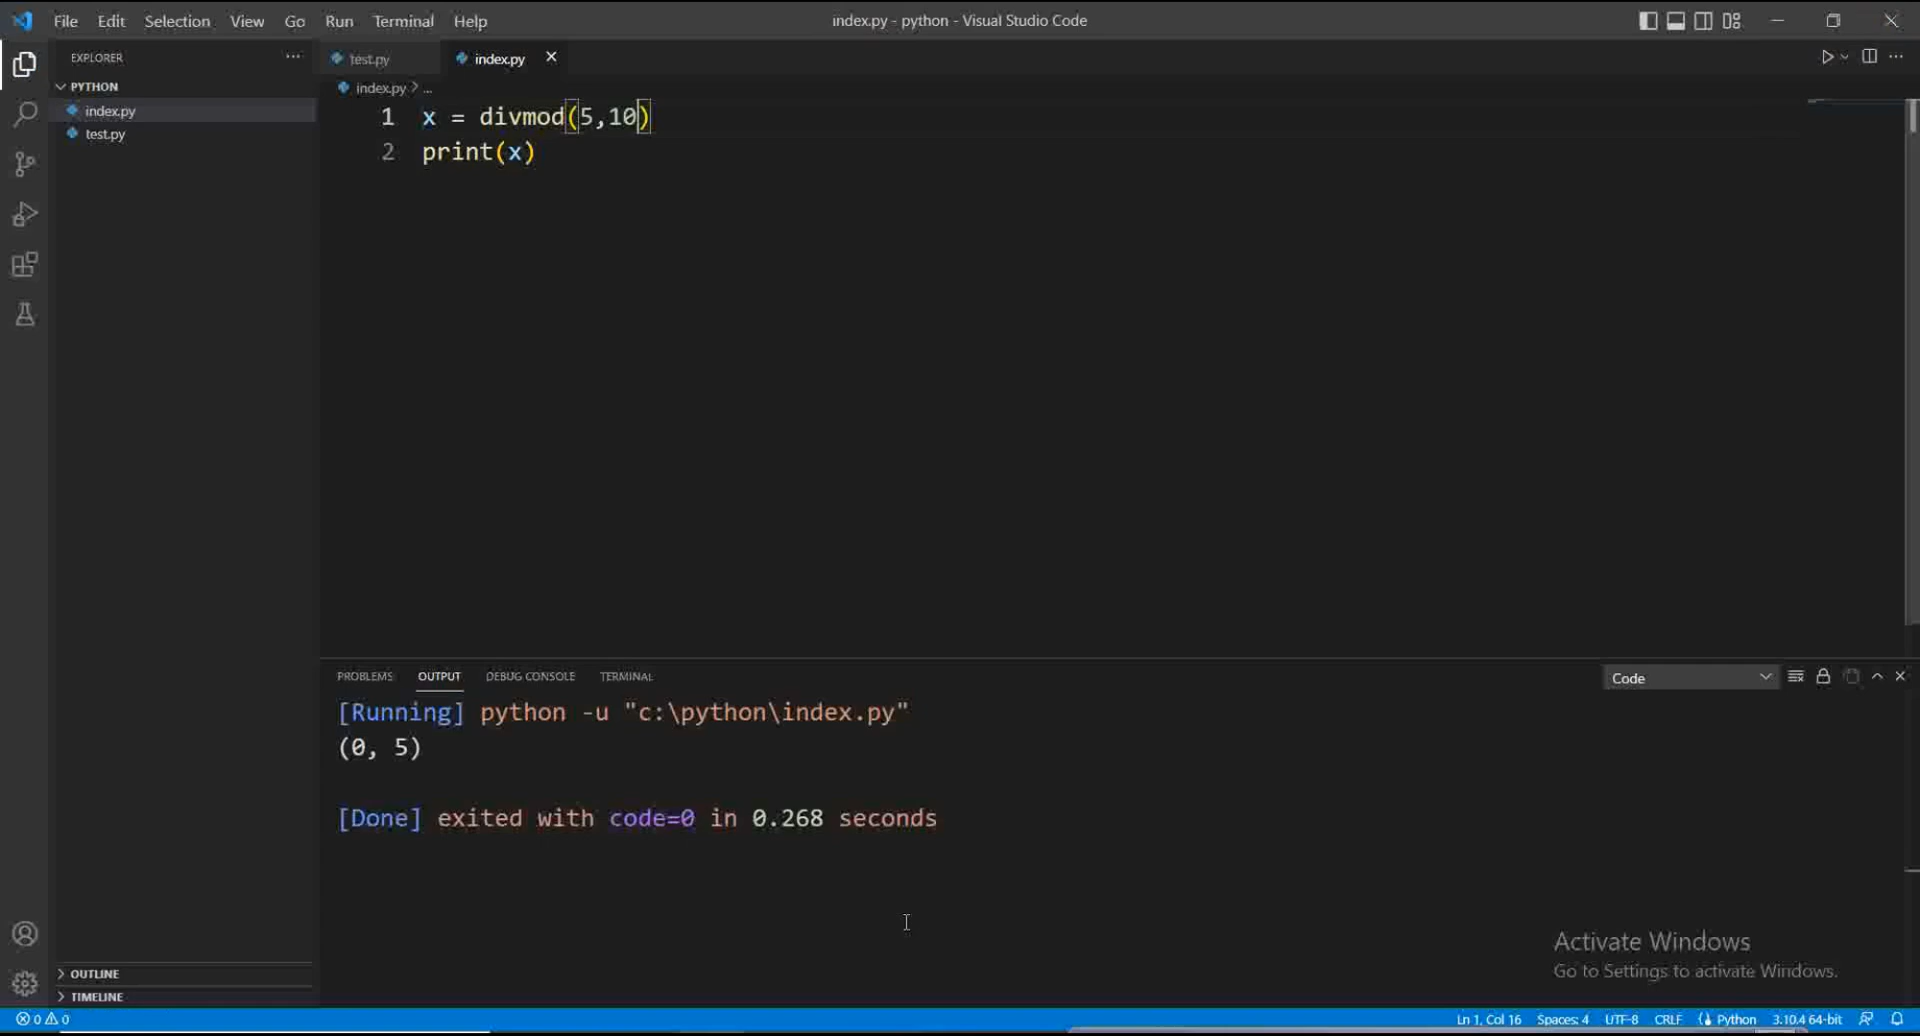 File Edit Selection View Go Run Terminal Help
index.py - python - Visual Studio Code
EXPLORER
PYTHON
index.py
test.py
test.py
index.py
index.py > ...
1 x = divmod(5,10)
2 print(x)
PROBLEMS OUTPUT DEBUG CONSOLE TERMINAL
Code
[Running] python -u "c:\python\index.py"
(0, 5)
[Done] exited with code=0 in 0.268 seconds
Activate Windows
Go to Settings to activate Windows.
OUTLINE
TIMELINE
0 0
Ln 1, Col 16 Spaces: 4 UTF-8 CRLF Python 3.10.4 64-bit